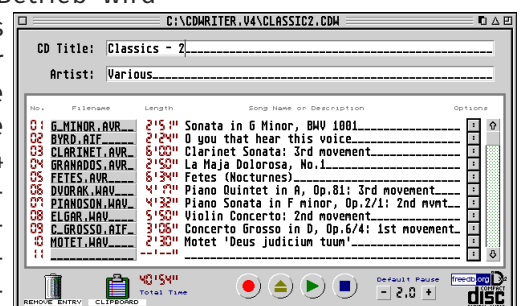 Betrieb wird
C:\CDWRITER.V4\CLASSIC2.CDW
CD Title: Classics - 2
Artist: Various
No. Filename Length Song Name or Description Options
01 G_MINOR.AVR 2'51" Sonata in G Minor, BWV 1001 :
02 BYRD.AIF 2'24" O you that hear this voice :
03 CLARINET.AVR 6'00" Clarinet Sonata: 3rd movement :
04 GRANADOS.AVR 2'50" La Maja Dolorosa, No.1 :
05 FETES.AVR 6'34" Fetes (Nocturnes) :
06 DVORAK.WAV 4'17" Piano Quintet in A, Op.81: 3rd movement :
07 PIANOSON.WAV 4'32" Piano Sonata in F minor, Op.2/1: 2nd mvmt :
08 ELGAR.WAV 5'50" Violin Concerto: 2nd movement :
09 C_GROSSO.AIF 3'06" Concerto Grosso in D, Op.6/4: 1st movement :
10 MOTET.WAV 2'30" Motet 'Deus judicium tuum' :
11 --'--" :
40'54"
Total Time
REMOVE ENTRY CLIPBOARD
Default Pause
- 2.0 +
freedb.org
COMPACT
disc